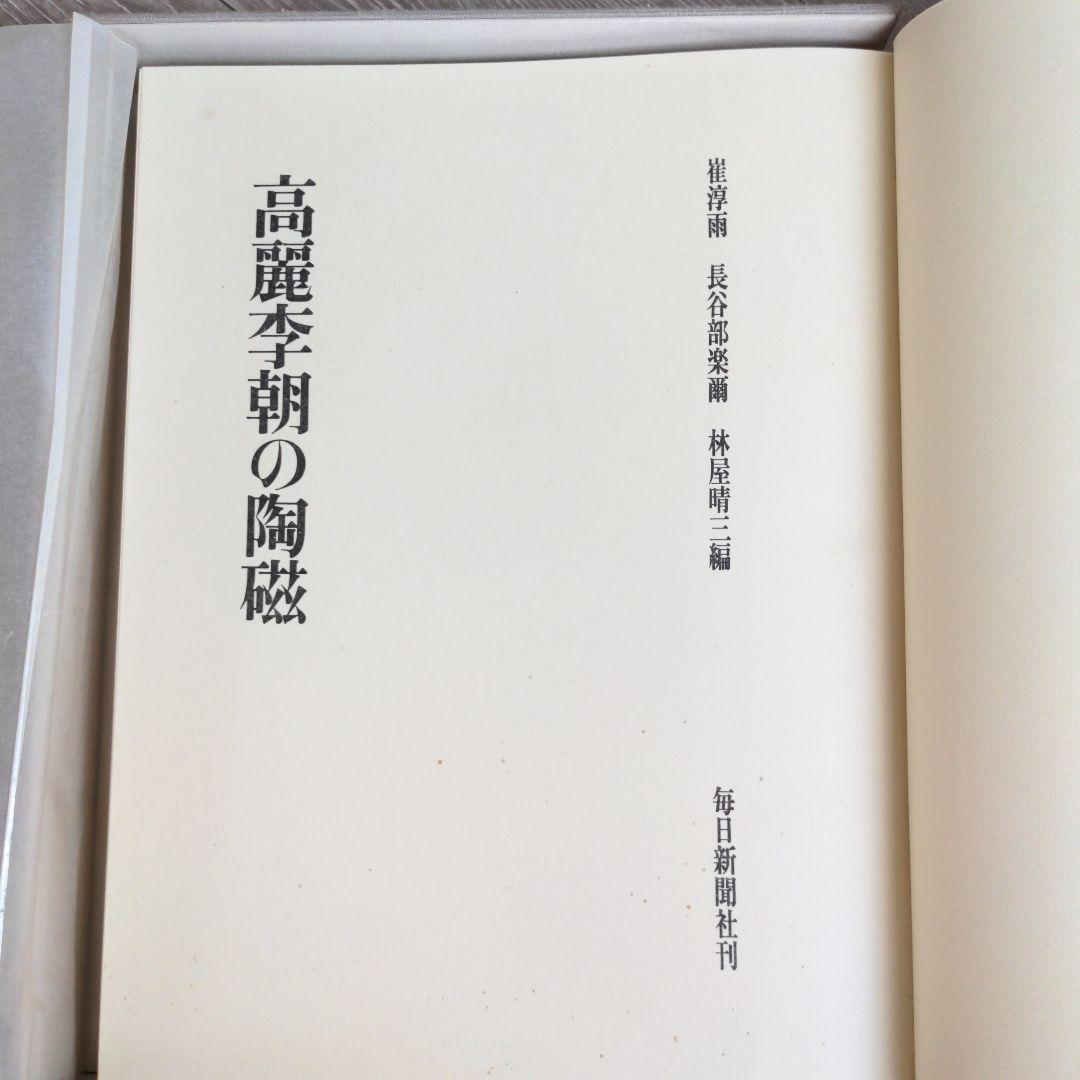 崔淳雨　長谷部楽爾　林屋晴三編
毎日新聞社刊
高麗李朝の陶磁